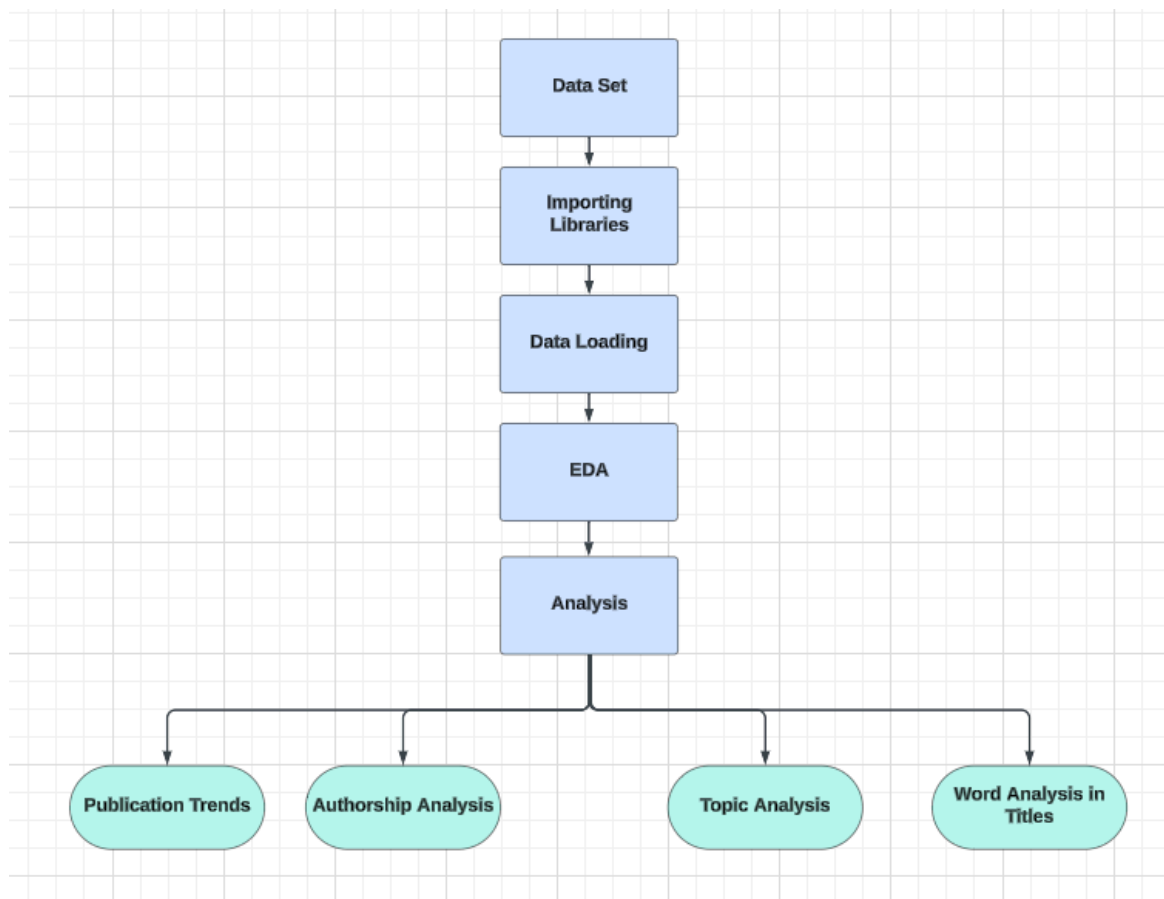 Data Set
Importing
Libraries
Data Loading
EDA
Analysis
Publication Trends
Authorship Analysis
Topic Analysis
Word Analysis in
Titles